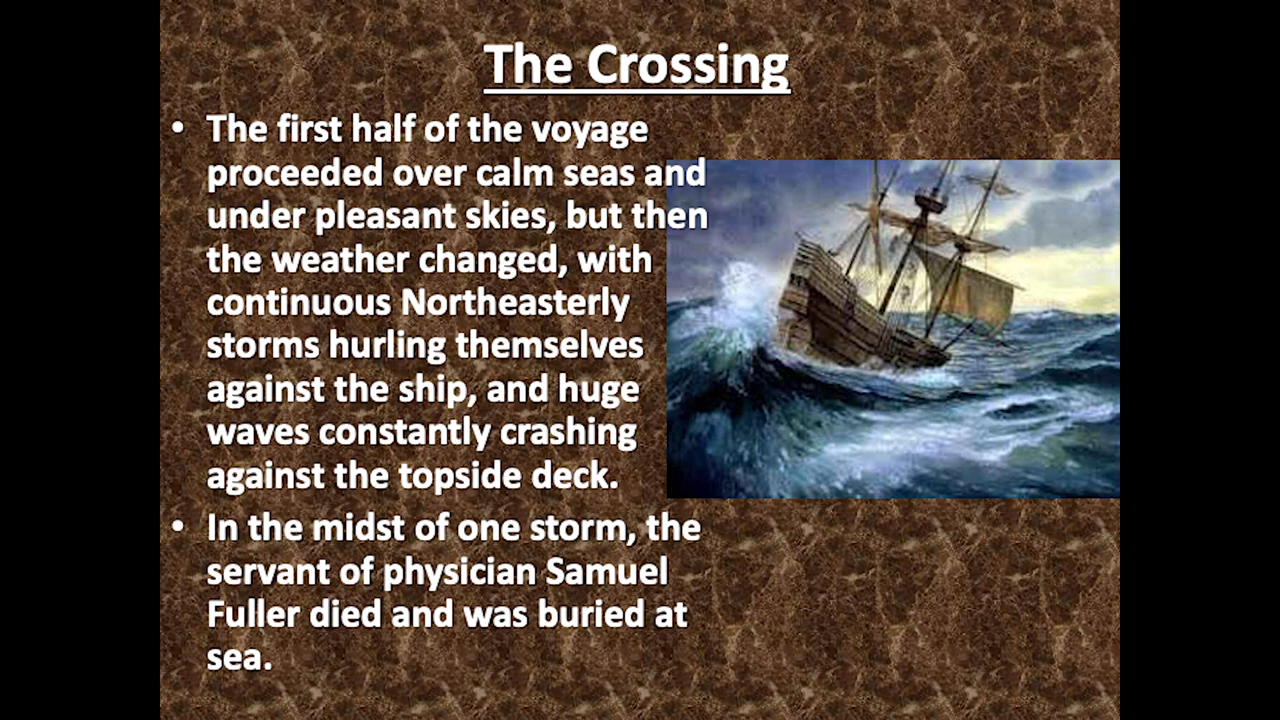 The Crossing
• The first half of the voyage
proceeded over calm seas and
under pleasant skies, but then
the weather changed, with
continuous Northeasterly
storms hurling themselves
against the ship, and huge
waves constantly crashing
against the topside deck.
• In the midst of one storm, the
servant of physician Samuel
Fuller died and was buried at
sea.